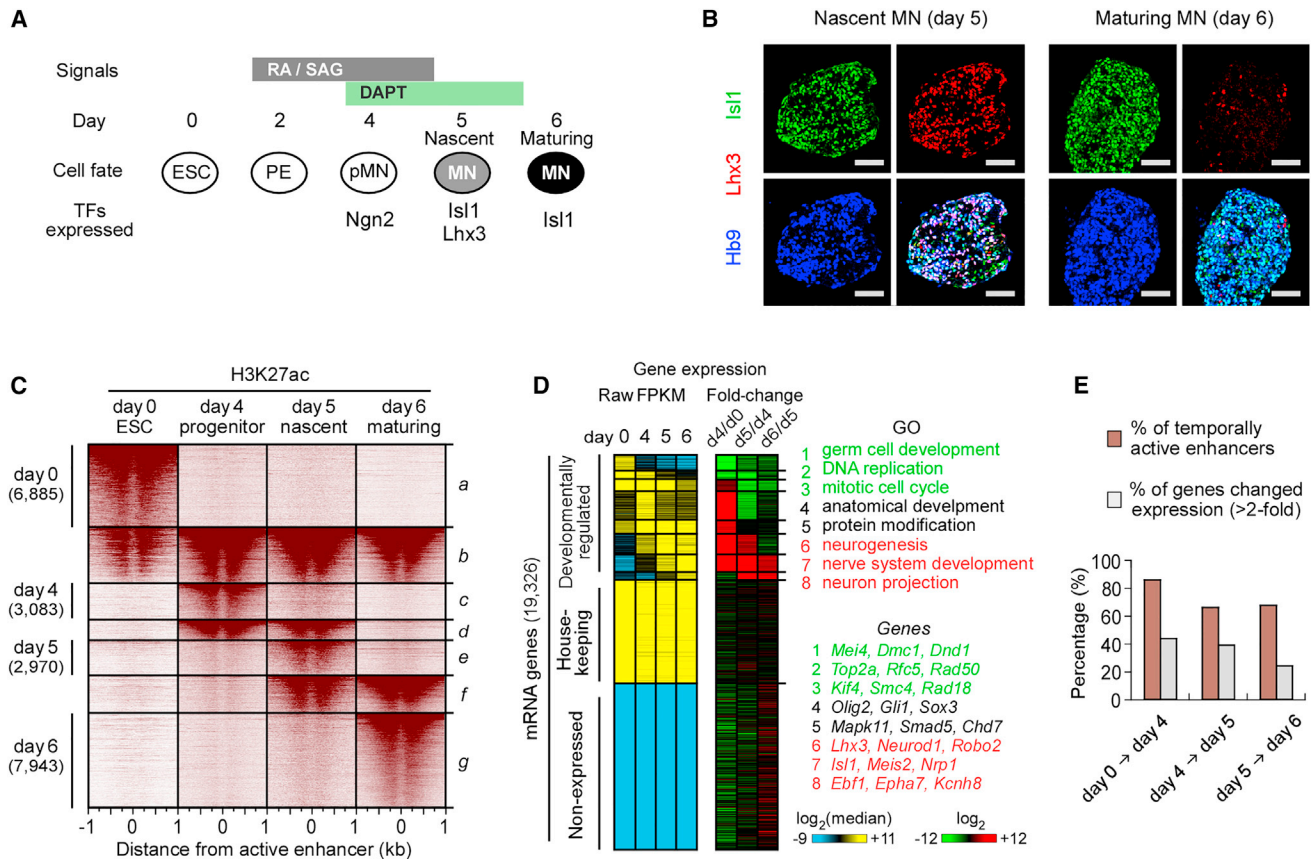 A
Signals
RA / SAG
DAPT
Day 0 2 4 5 6
Nascent Maturing
Cell fate ESC PE pMN MN MN
TFs expressed
Ngn2 Isl1 Isl1
Lhx3
B
Nascent MN (day 5) Maturing MN (day 6)
Isl1
Lhx3
Hb9
C
H3K27ac
day 0 day 4 day 5 day 6
ESC progenitor nascent maturing
day 0
(6,885)
day 4
(3,083)
day 5
(2,970)
day 6
(7,943)
a
b
c
d
e
f
g
-1 0 1 0 1 0 1 0 1
Distance from active enhancer (kb)
D
Gene expression
Raw FPKM Fold-change
day 0 4 5 6 d4/d0 d5/d4 d6/d5
mRNA genes (19,326)
Developmentally regulated
House-keeping
Non-expressed
GO
1 germ cell development
2 DNA replication
3 mitotic cell cycle
4 anatomical develpment
5 protein modification
6 neurogenesis
7 nerve system development
8 neuron projection
Genes
1 Mei4, Dmc1, Dnd1
2 Top2a, Rfc5, Rad50
3 Kif4, Smc4, Rad18
4 Olig2, Gli1, Sox3
5 Mapk11, Smad5, Chd7
6 Lhx3, Neurod1, Robo2
7 Isl1, Meis2, Nrp1
8 Ebf1, Epha7, Kcnh8
log2(median) log2
-9 +11 -12 +12
E
% of temporally
active enhancers
% of genes changed
expression (>2-fold)
Percentage (%)
100
80
60
40
20
0
day 0 → day 4
day 4 → day 5
day 5 → day 6